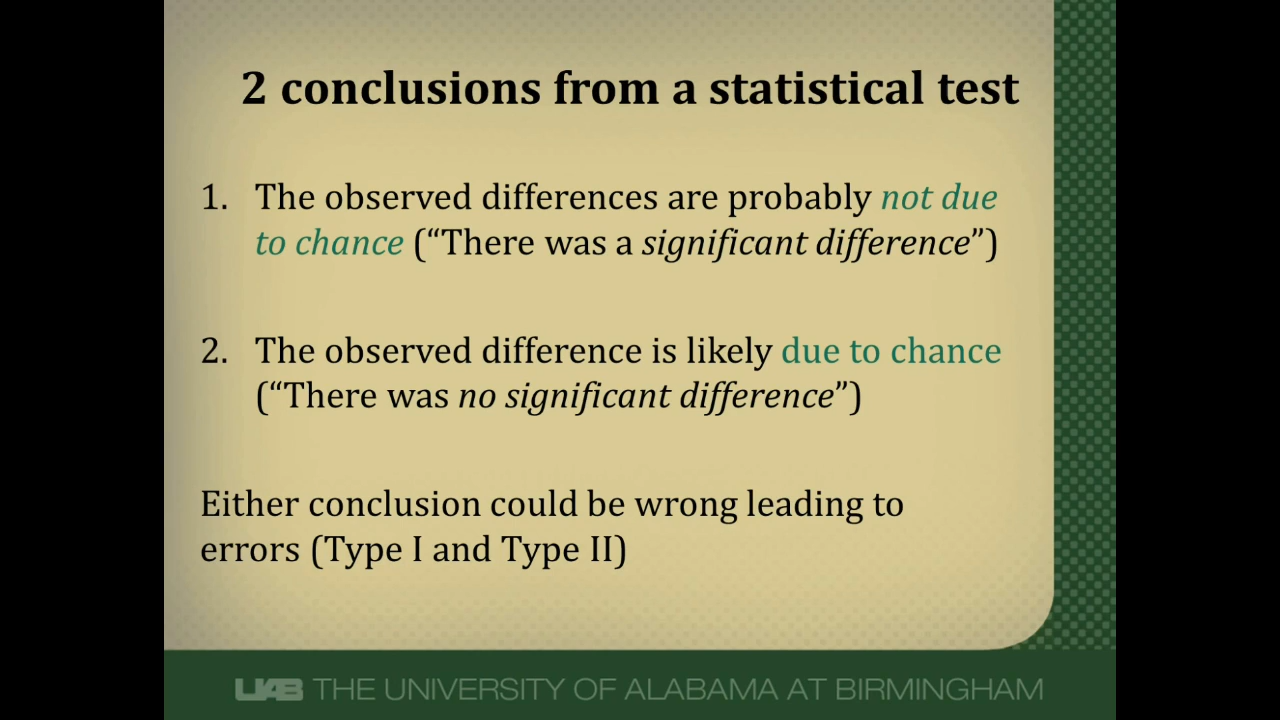 2 conclusions from a statistical test
1. The observed differences are probably not due
to chance (“There was a significant difference”)
2. The observed difference is likely due to chance
(“There was no significant difference”)
Either conclusion could be wrong leading to
errors (Type I and Type II)
UAB THE UNIVERSITY OF ALABAMA AT BIRMINGHAM